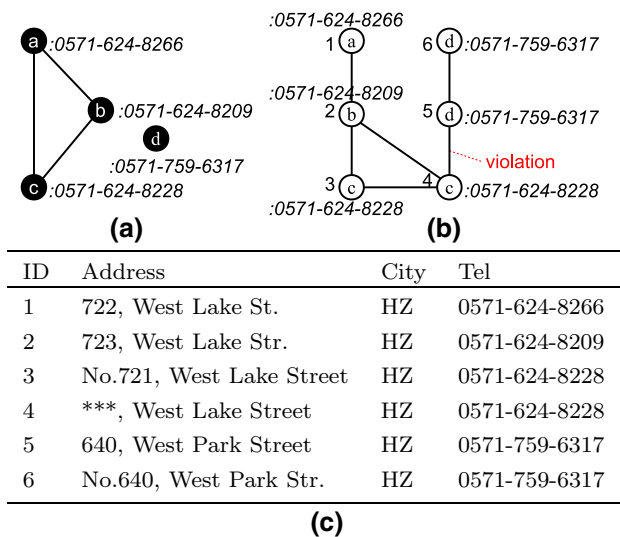 a :0571-624-8266
b :0571-624-8209
d
:0571-759-6317
c :0571-624-8228
(a)
:0571-624-8266
1 a
6 d :0571-759-6317
:0571-624-8209
2 b
5 d :0571-759-6317
violation
3 c
4 c :0571-624-8228
:0571-624-8228
(b)
ID Address City Tel
1 722, West Lake St. HZ 0571-624-8266
2 723, West Lake Str. HZ 0571-624-8209
3 No.721, West Lake Street HZ 0571-624-8228
4 ***, West Lake Street HZ 0571-624-8228
5 640, West Park Street HZ 0571-759-6317
6 No.640, West Park Str. HZ 0571-759-6317
(c)